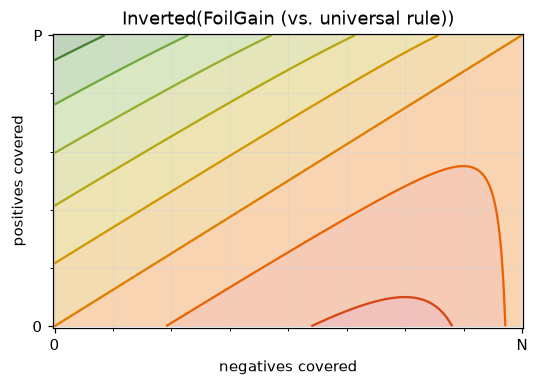 Inverted(FoilGain (vs. universal rule))
P
positives covered
0
0
N
negatives covered